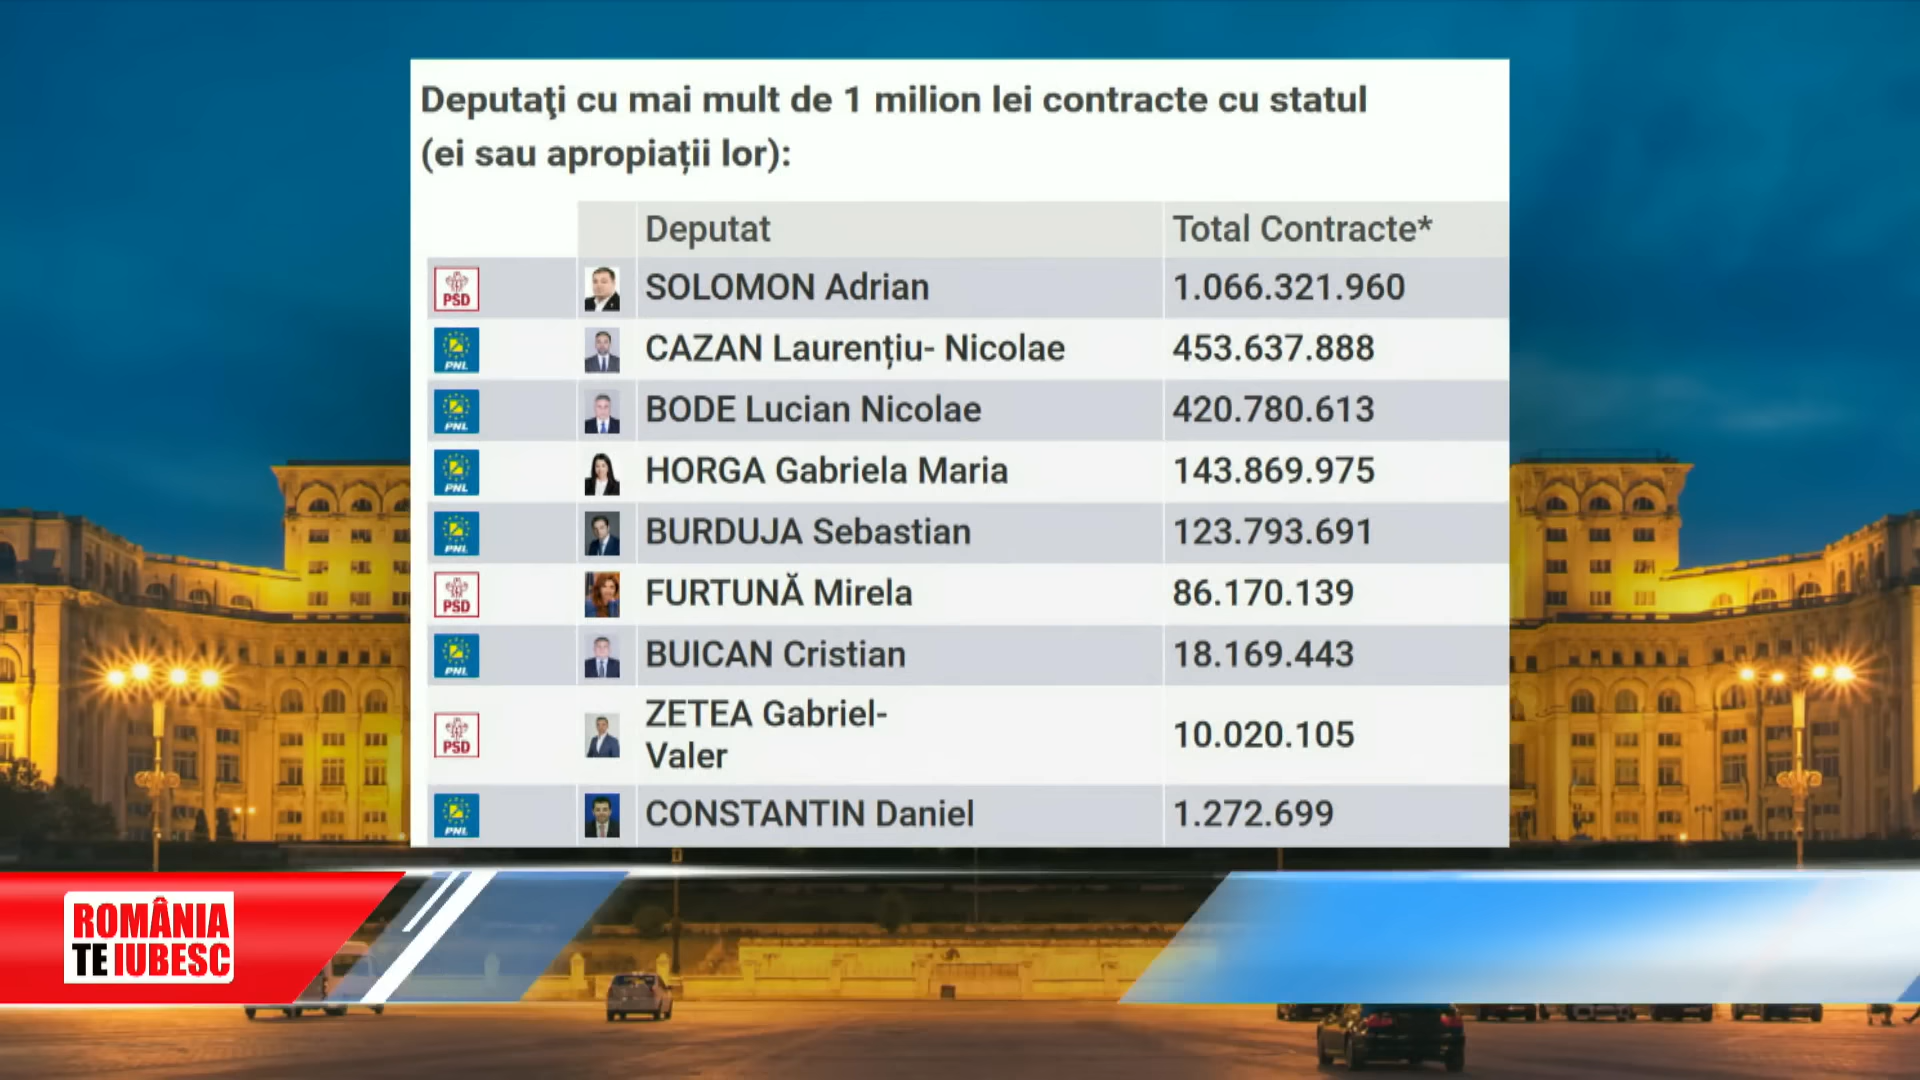 Deputaţi cu mai mult de 1 milion lei contracte cu statul
(ei sau apropiații lor):
Deputat Total Contracte*
PSD SOLOMON Adrian 1.066.321.960
PNL CAZAN Laurențiu- Nicolae 453.637.888
PNL BODE Lucian Nicolae 420.780.613
PNL HORGA Gabriela Maria 143.869.975
PNL BURDUJA Sebastian 123.793.691
PSD FURTUNĂ Mirela 86.170.139
PNL BUICAN Cristian 18.169.443
PSD ZETEA Gabriel-
Valer 10.020.105
PNL CONSTANTIN Daniel 1.272.699
ROMÂNIA
TE IUBESC